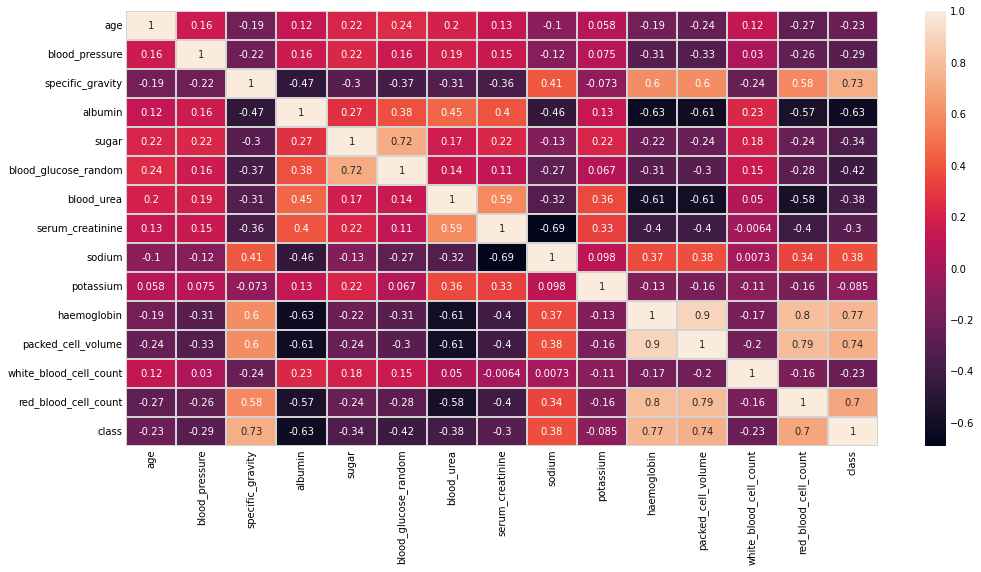 age 1 0.16 -0.19 0.12 0.22 0.24 0.2 0.13 -0.1 0.058 -0.19 -0.24 0.12 -0.27 -0.23
blood_pressure 0.16 1 -0.22 0.16 0.22 0.16 0.19 0.15 -0.12 0.075 -0.31 -0.33 0.03 -0.26 -0.29
specific_gravity -0.19 -0.22 1 -0.47 -0.3 -0.37 -0.31 -0.36 0.41 -0.073 0.6 0.6 -0.24 0.58 0.73
albumin 0.12 0.16 -0.47 1 0.27 0.38 0.45 0.4 -0.46 0.13 -0.63 -0.61 0.23 -0.57 -0.63
sugar 0.22 0.22 -0.3 0.27 1 0.72 0.17 0.22 -0.13 0.22 -0.22 -0.24 0.18 -0.24 -0.34
blood_glucose_random 0.24 0.16 -0.37 0.38 0.72 1 0.14 0.11 -0.27 0.067 -0.31 -0.3 0.15 -0.28 -0.42
blood_urea 0.2 0.19 -0.31 0.45 0.17 0.14 1 0.59 -0.32 0.36 -0.61 -0.61 0.05 -0.58 -0.38
serum_creatinine 0.13 0.15 -0.36 0.4 0.22 0.11 0.59 1 -0.69 0.33 -0.4 -0.4 -0.0064 -0.4 -0.3
sodium -0.1 -0.12 0.41 -0.46 -0.13 -0.27 -0.32 -0.69 1 0.098 0.37 0.38 0.0073 0.34 0.38
potassium 0.058 0.075 -0.073 0.13 0.22 0.067 0.36 0.33 0.098 1 -0.13 -0.16 -0.11 -0.16 -0.085
haemoglobin -0.19 -0.31 0.6 -0.63 -0.22 -0.31 -0.61 -0.4 0.37 -0.13 1 0.9 -0.17 0.8 0.77
packed_cell_volume -0.24 -0.33 0.6 -0.61 -0.24 -0.3 -0.61 -0.4 0.38 -0.16 0.9 1 -0.2 0.79 0.74
white_blood_cell_count 0.12 0.03 -0.24 0.23 0.18 0.15 0.05 -0.0064 0.0073 -0.11 -0.17 -0.2 1 -0.16 -0.23
red_blood_cell_count -0.27 -0.26 0.58 -0.57 -0.24 -0.28 -0.58 -0.4 0.34 -0.16 0.8 0.79 -0.16 1 0.7
class -0.23 -0.29 0.73 -0.63 -0.34 -0.42 -0.38 -0.3 0.38 -0.085 0.77 0.74 -0.23 0.7 1
age
blood_pressure
specific_gravity
albumin
sugar
blood_glucose_random
blood_urea
serum_creatinine
sodium
potassium
haemoglobin
packed_cell_volume
white_blood_cell_count
red_blood_cell_count
class
1.0
0.8
0.6
0.4
0.2
0.0
−0.2
−0.4
−0.6